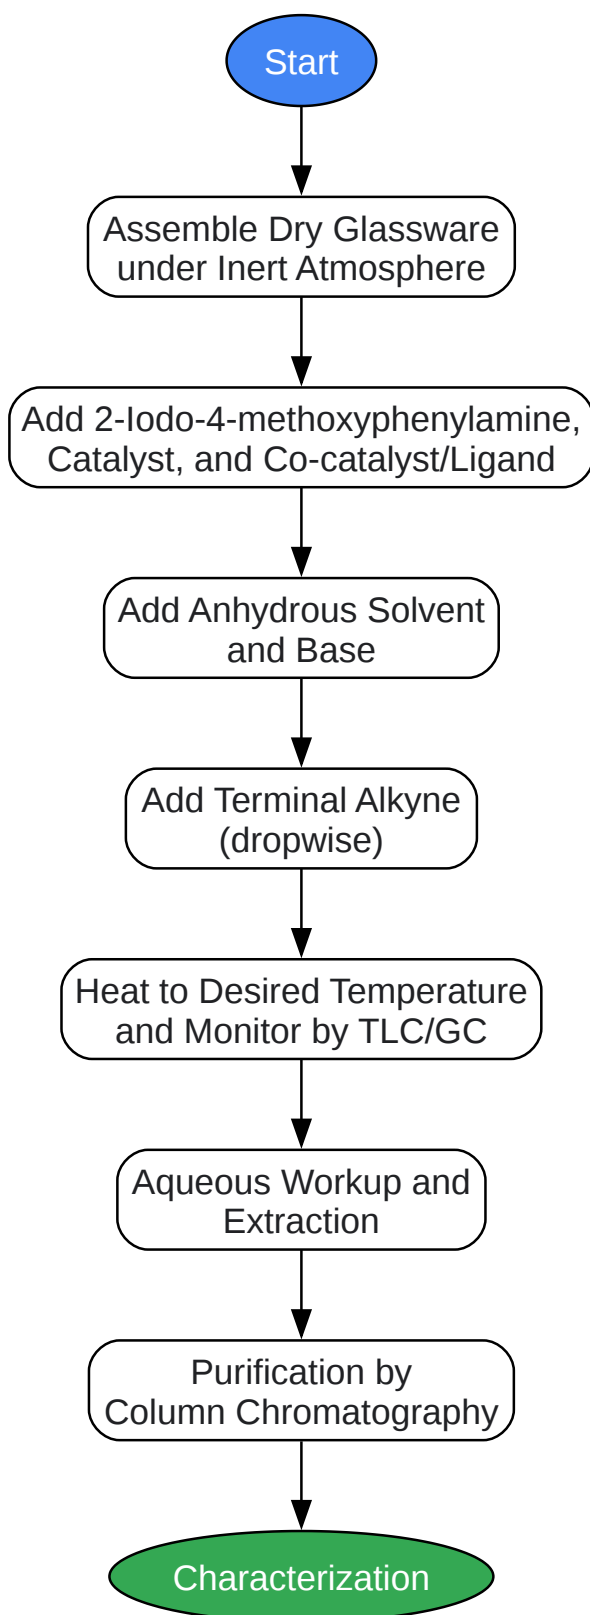 Start
Assemble Dry Glassware
under Inert Atmosphere
Add 2-Iodo-4-methoxyphenylamine,
Catalyst, and Co-catalyst/Ligand
Add Anhydrous Solvent
and Base
Add Terminal Alkyne
(dropwise)
Heat to Desired Temperature
and Monitor by TLC/GC
Aqueous Workup and
Extraction
Purification by
Column Chromatography
Characterization